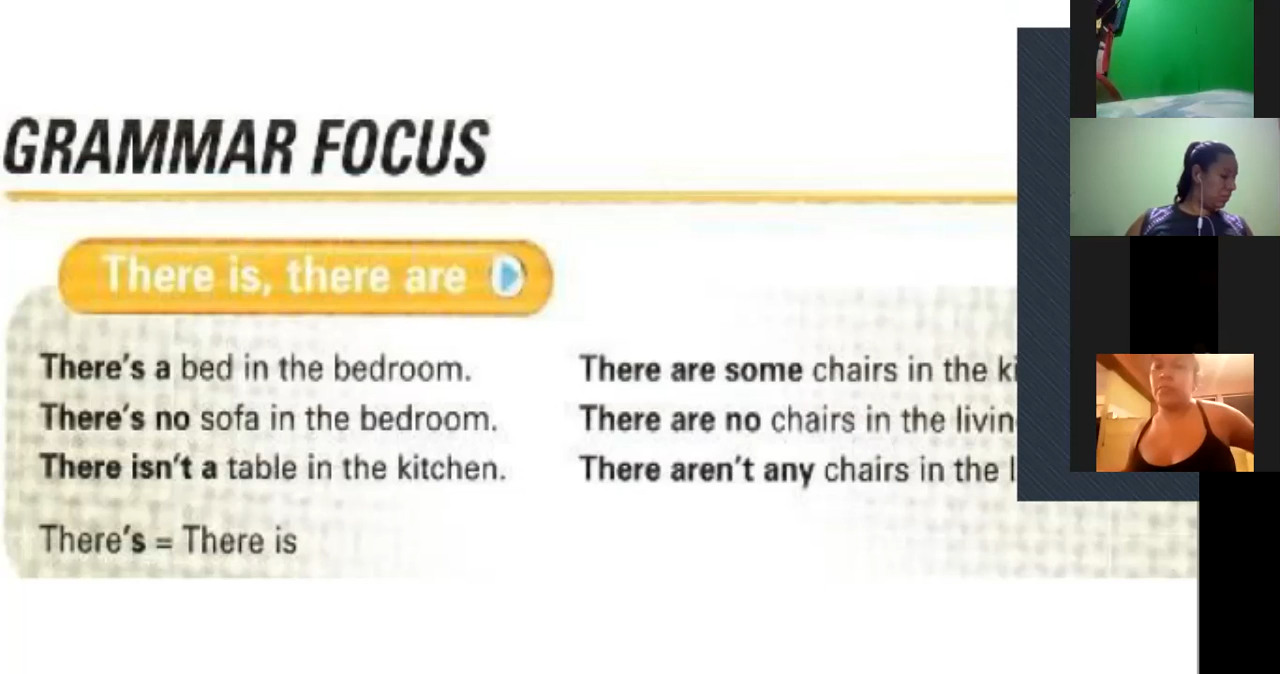 GRAMMAR FOCUS
There is, there are
There's a bed in the bedroom.
There's no sofa in the bedroom.
There isn't a table in the kitchen.
There's = There is
There are some chairs in the
There are no chairs in the
There aren't any chairs in the